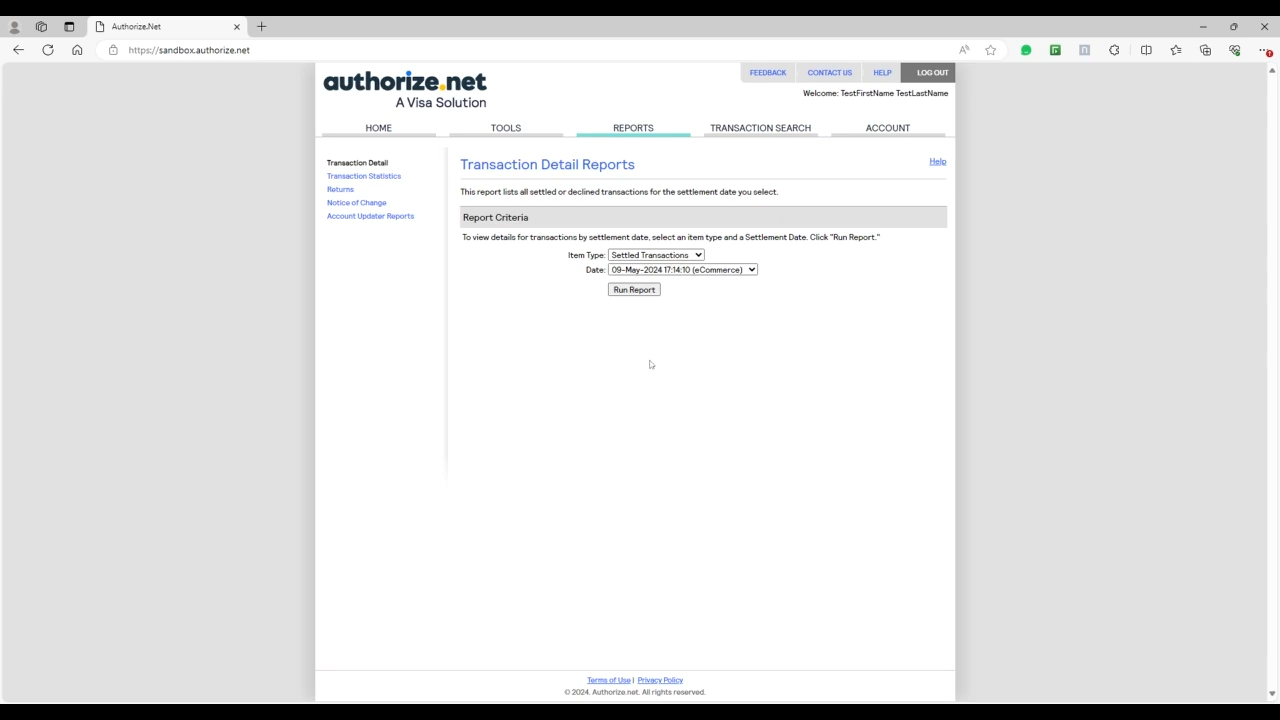 Authorize.Net
https://sandbox.authorize.net
authorize.net
A Visa Solution
FEEDBACK CONTACT US HELP LOG OUT
Welcome: TestFirstName TestLastName
HOME TOOLS REPORTS TRANSACTION SEARCH ACCOUNT
Transaction Detail
Transaction Statistics
Returns
Notice of Change
Account Updater Reports
Transaction Detail Reports
Help
This report lists all settled or declined transactions for the settlement date you select.
Report Criteria
To view details for transactions by settlement date, select an item type and a Settlement Date. Click "Run Report."
Item Type: Settled Transactions
Date: 09-May-2024 17:14:10 (eCommerce)
Run Report
Terms of Use | Privacy Policy
© 2024. Authorize.net. All rights reserved.